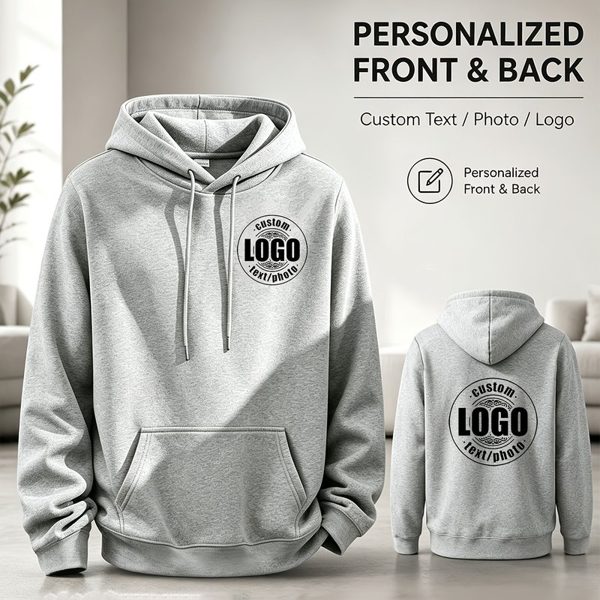 PERSONALIZED
FRONT & BACK
Custom Text / Photo / Logo
Personalized
Front & Back
·custom·
LOGO
·text/photo·
·custom·
LOGO
·text/photo·